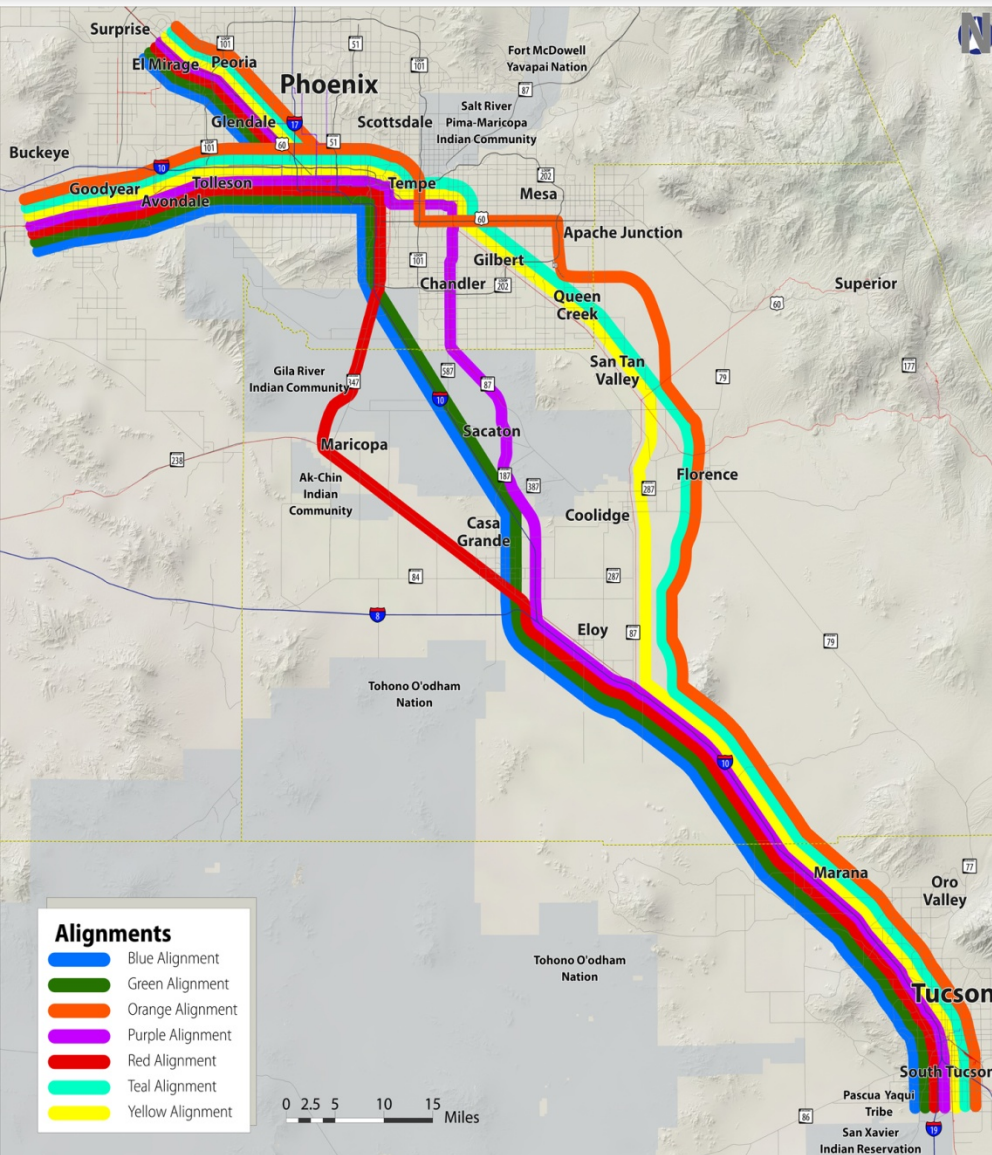 N
Surprise
101
51
El Mirage
Peoria
101
Fort McDowell
Yavapai Nation
Phoenix
87
Salt River
Pima-Maricopa
Indian Community
Glendale
17
Scottsdale
60
51
101
Buckeye
10
202
Goodyear
Tolleson
Tempe
Mesa
Avondale
60
Apache Junction
101
Gilbert
Chandler
202
Superior
Queen
Creek
60
San Tan
Valley
177
Gila River
Indian Community
587
79
347
87
10
Sacaton
Maricopa
238
Florence
Ak-Chin
Indian
Community
187
387
287
Casa
Grande
Coolidge
84
287
8
Eloy
87
79
Tohono O'odham
Nation
10
Marana
77
Oro
Valley
Tohono O'odham
Nation
Tucson
Alignments
Blue Alignment
Green Alignment
Orange Alignment
Purple Alignment
Red Alignment
Teal Alignment
Yellow Alignment
0 2.5 5 10 15
Miles
South Tucson
Pascua Yaqui
Tribe
86
19
San Xavier
Indian Reservation